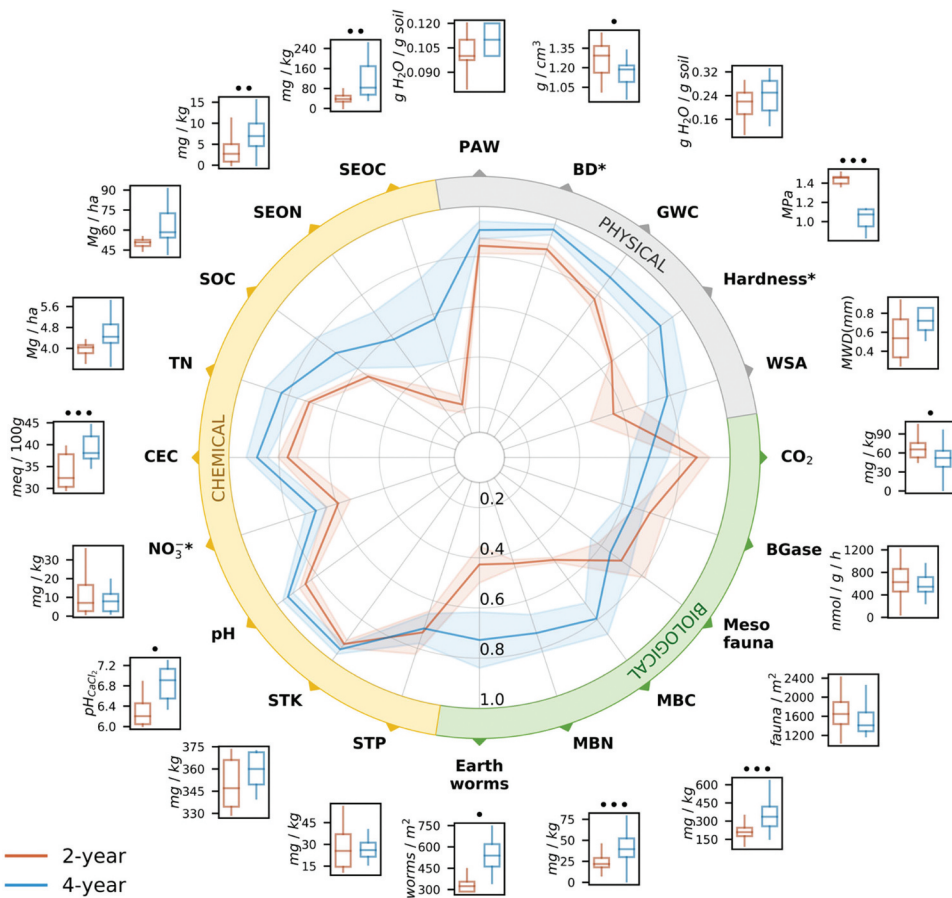 g H2O / g soil
0.120
0.105
0.090
mg / kg
240
160
80
0
g / cm³
1.35
1.20
1.05
g H2O / g soil
0.32
0.24
0.16
mg / kg
15
10
5
0
PAW
SEOC
BD*
MPa
1.4
1.2
1.0
Mg / ha
90
75
60
45
SEON
GWC
PHYSICAL
SOC
Hardness*
Mg / ha
5.6
4.8
4.0
MWD(mm)
0.8
0.6
0.4
TN
WSA
meq / 100g
45
40
35
30
CEC
CHEMICAL
CO2
mg / kg
90
60
30
0
0.2
0.4
0.6
0.8
1.0
NO3-*
BGase
mg / kg
30
20
10
0
nmol / g / h
1200
800
400
0
pH
Meso
fauna
BIOLOGICAL
pHCaCl2
7.2
6.8
6.4
6.0
STK
MBC
fauna / m²
2400
2000
1600
1200
STP
MBN
Earth
worms
mg / kg
375
360
345
330
mg / kg
45
30
15
worms / m²
750
600
450
300
mg / kg
75
50
25
0
mg / kg
600
450
300
150
2-year
4-year